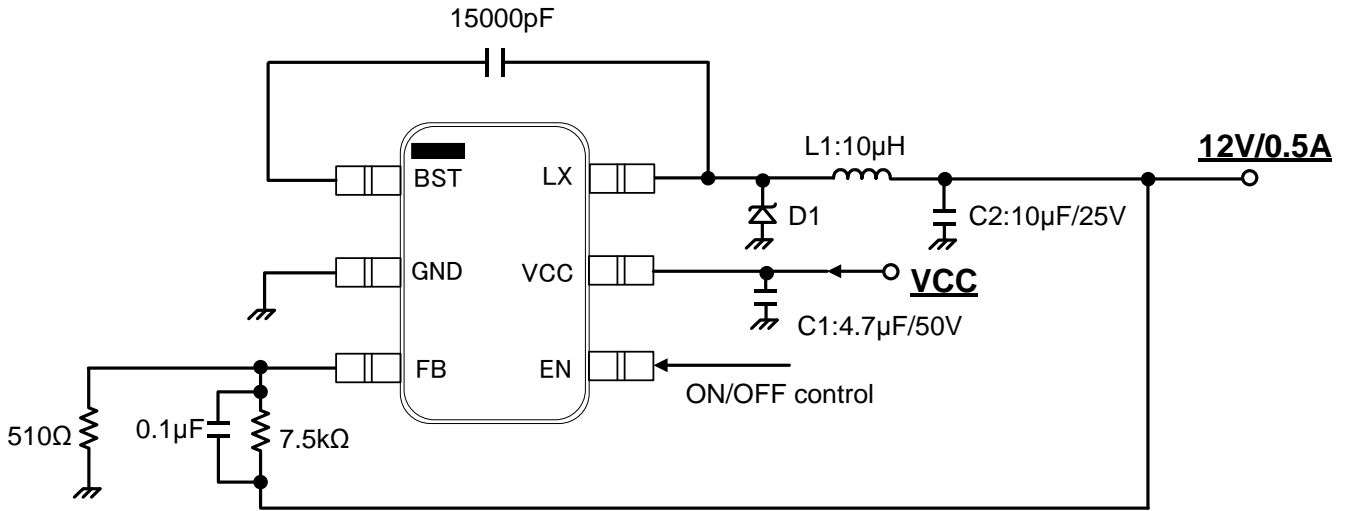 15000pF
L1:10µH
12V/0.5A
BST
LX
D1
C2:10µF/25V
GND
VCC
VCC
C1:4.7µF/50V
FB
EN
ON/OFF control
510Ω
0.1µF
7.5kΩ